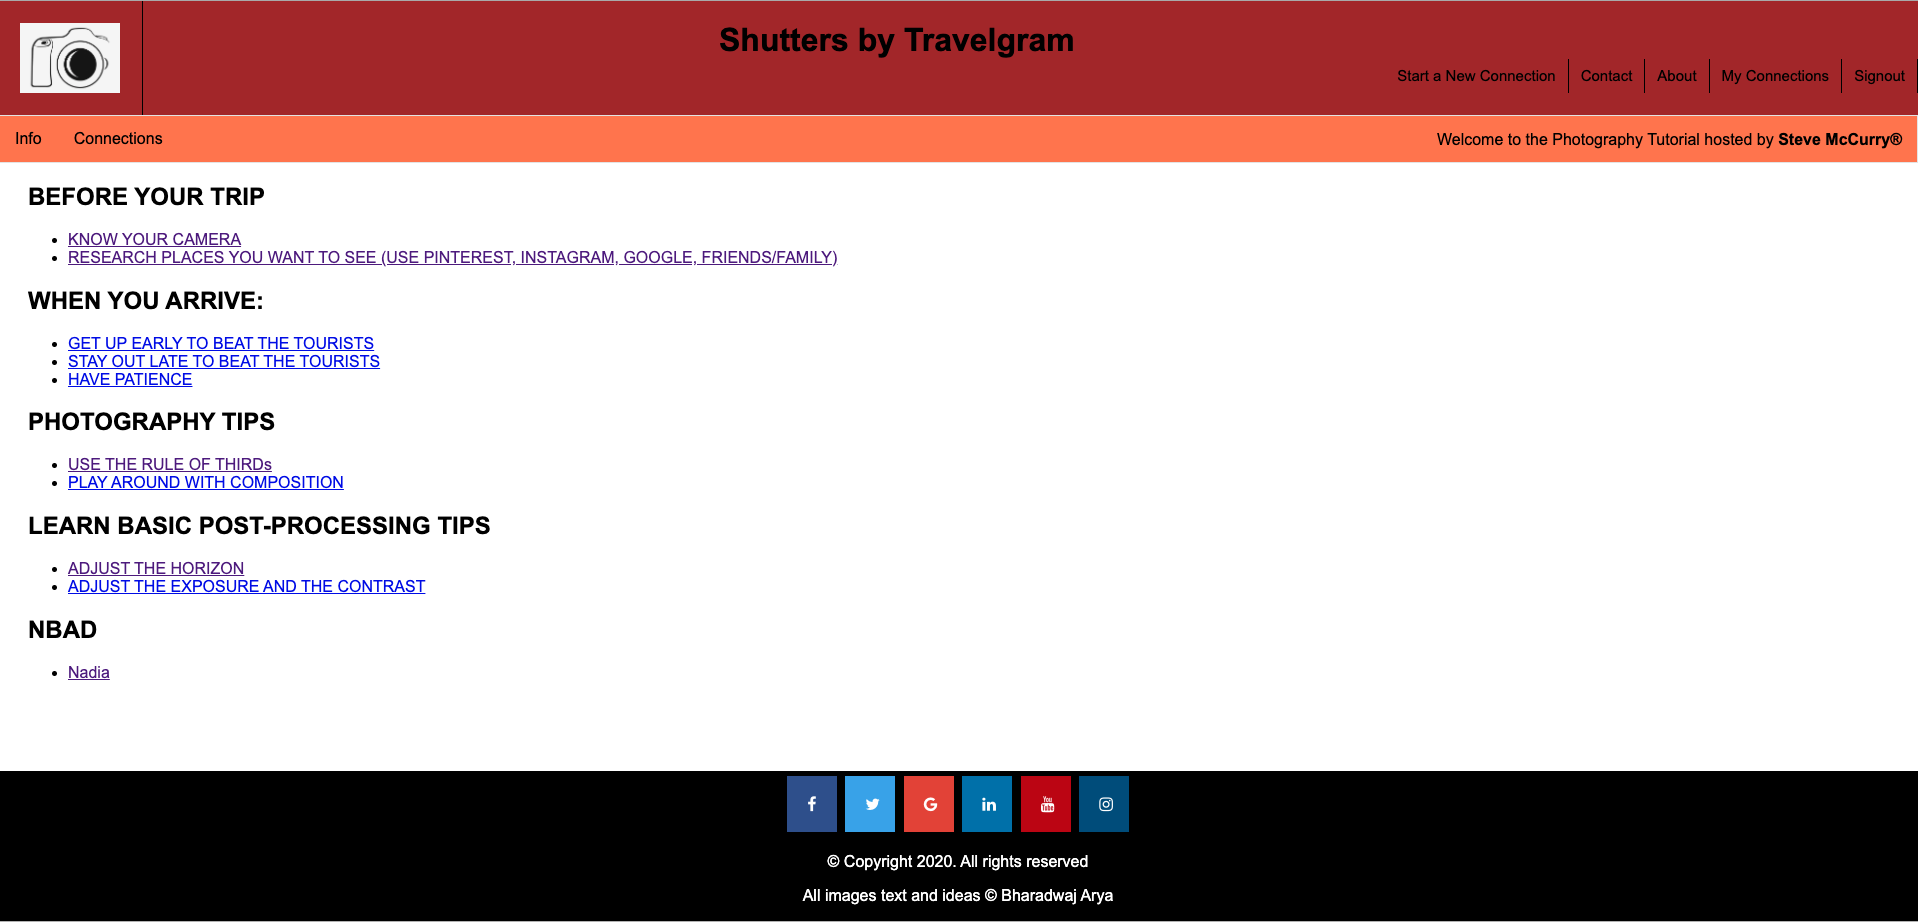 Shutters by Travelgram
Start a New Connection Contact About My Connections Signout
Info Connections Welcome to the Photography Tutorial hosted by Steve McCurry®
BEFORE YOUR TRIP
KNOW YOUR CAMERA
RESEARCH PLACES YOU WANT TO SEE (USE PINTEREST, INSTAGRAM, GOOGLE, FRIENDS/FAMILY)
WHEN YOU ARRIVE:
GET UP EARLY TO BEAT THE TOURISTS
STAY OUT LATE TO BEAT THE TOURISTS
HAVE PATIENCE
PHOTOGRAPHY TIPS
USE THE RULE OF THIRDs
PLAY AROUND WITH COMPOSITION
LEARN BASIC POST-PROCESSING TIPS
ADJUST THE HORIZON
ADJUST THE EXPOSURE AND THE CONTRAST
NBAD
Nadia
f G in You Tube
© Copyright 2020. All rights reserved
All images text and ideas © Bharadwaj Arya